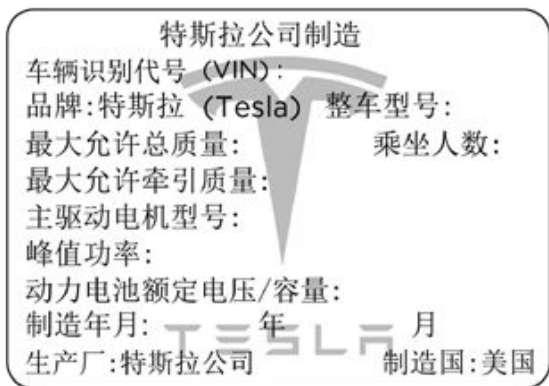 特斯拉公司制造
车辆识别代号 (VIN):
品牌:特斯拉 (Tesla) 整车型号:
最大允许总质量: 乘坐人数:
最大允许牵引质量:
主驱动电机型号:
峰值功率:
动力电池额定电压/容量:
制造年月: 年 月
TESLA
生产厂:特斯拉公司 制造国:美国